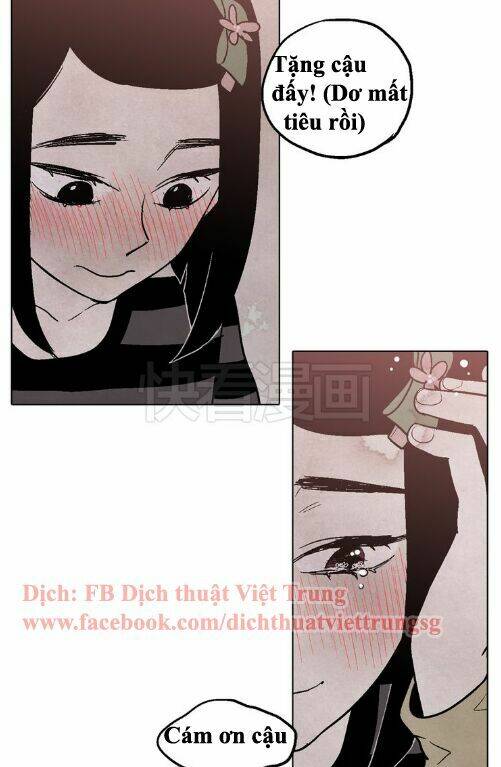 Tặng cậu
đấy! (Dơ mất
tiêu rồi)
快看漫画
Dịch: FB Dịch thuật Việt Trung
www.facebook.com/dichthuatviettrungsg
Cám ơn cậu